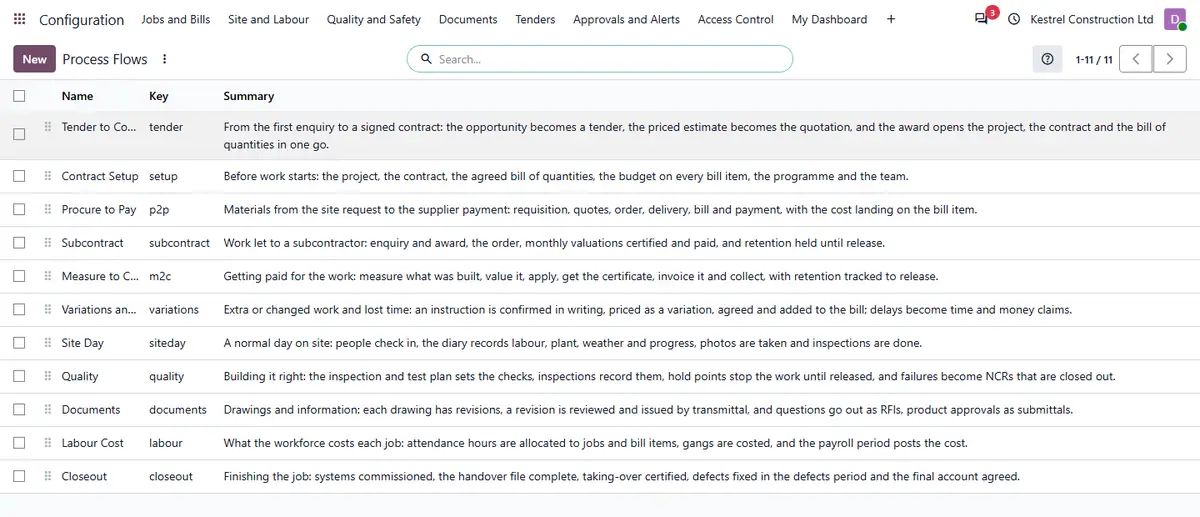 Configuration Jobs and Bills Site and Labour Quality and Safety Documents Tenders Approvals and Alerts Access Control My Dashboard + 3 Kestrel Construction Ltd D
New Process Flows Search... 1-11 / 11
Name Key Summary
Tender to Co... tender From the first enquiry to a signed contract: the opportunity becomes a tender, the priced estimate becomes the quotation, and the award opens the project, the contract and the bill of
quantities in one go.
Contract Setup setup Before work starts: the project, the contract, the agreed bill of quantities, the budget on every bill item, the programme and the team.
Procure to Pay p2p Materials from the site request to the supplier payment: requisition, quotes, order, delivery, bill and payment, with the cost landing on the bill item.
Subcontract subcontract Work let to a subcontractor: enquiry and award, the order, monthly valuations certified and paid, and retention held until release.
Measure to C... m2c Getting paid for the work: measure what was built, value it, apply, get the certificate, invoice it and collect, with retention tracked to release.
Variations an... variations Extra or changed work and lost time: an instruction is confirmed in writing, priced as a variation, agreed and added to the bill; delays become time and money claims.
Site Day siteday A normal day on site: people check in, the diary records labour, plant, weather and progress, photos are taken and inspections are done.
Quality quality Building it right: the inspection and test plan sets the checks, inspections record them, hold points stop the work until released, and failures become NCRs that are closed out.
Documents documents Drawings and information: each drawing has revisions, a revision is reviewed and issued by transmittal, and questions go out as RFIs, product approvals as submittals.
Labour Cost labour What the workforce costs each job: attendance hours are allocated to jobs and bill items, gangs are costed, and the payroll period posts the cost.
Closeout closeout Finishing the job: systems commissioned, the handover file complete, taking-over certified, defects fixed in the defects period and the final account agreed.